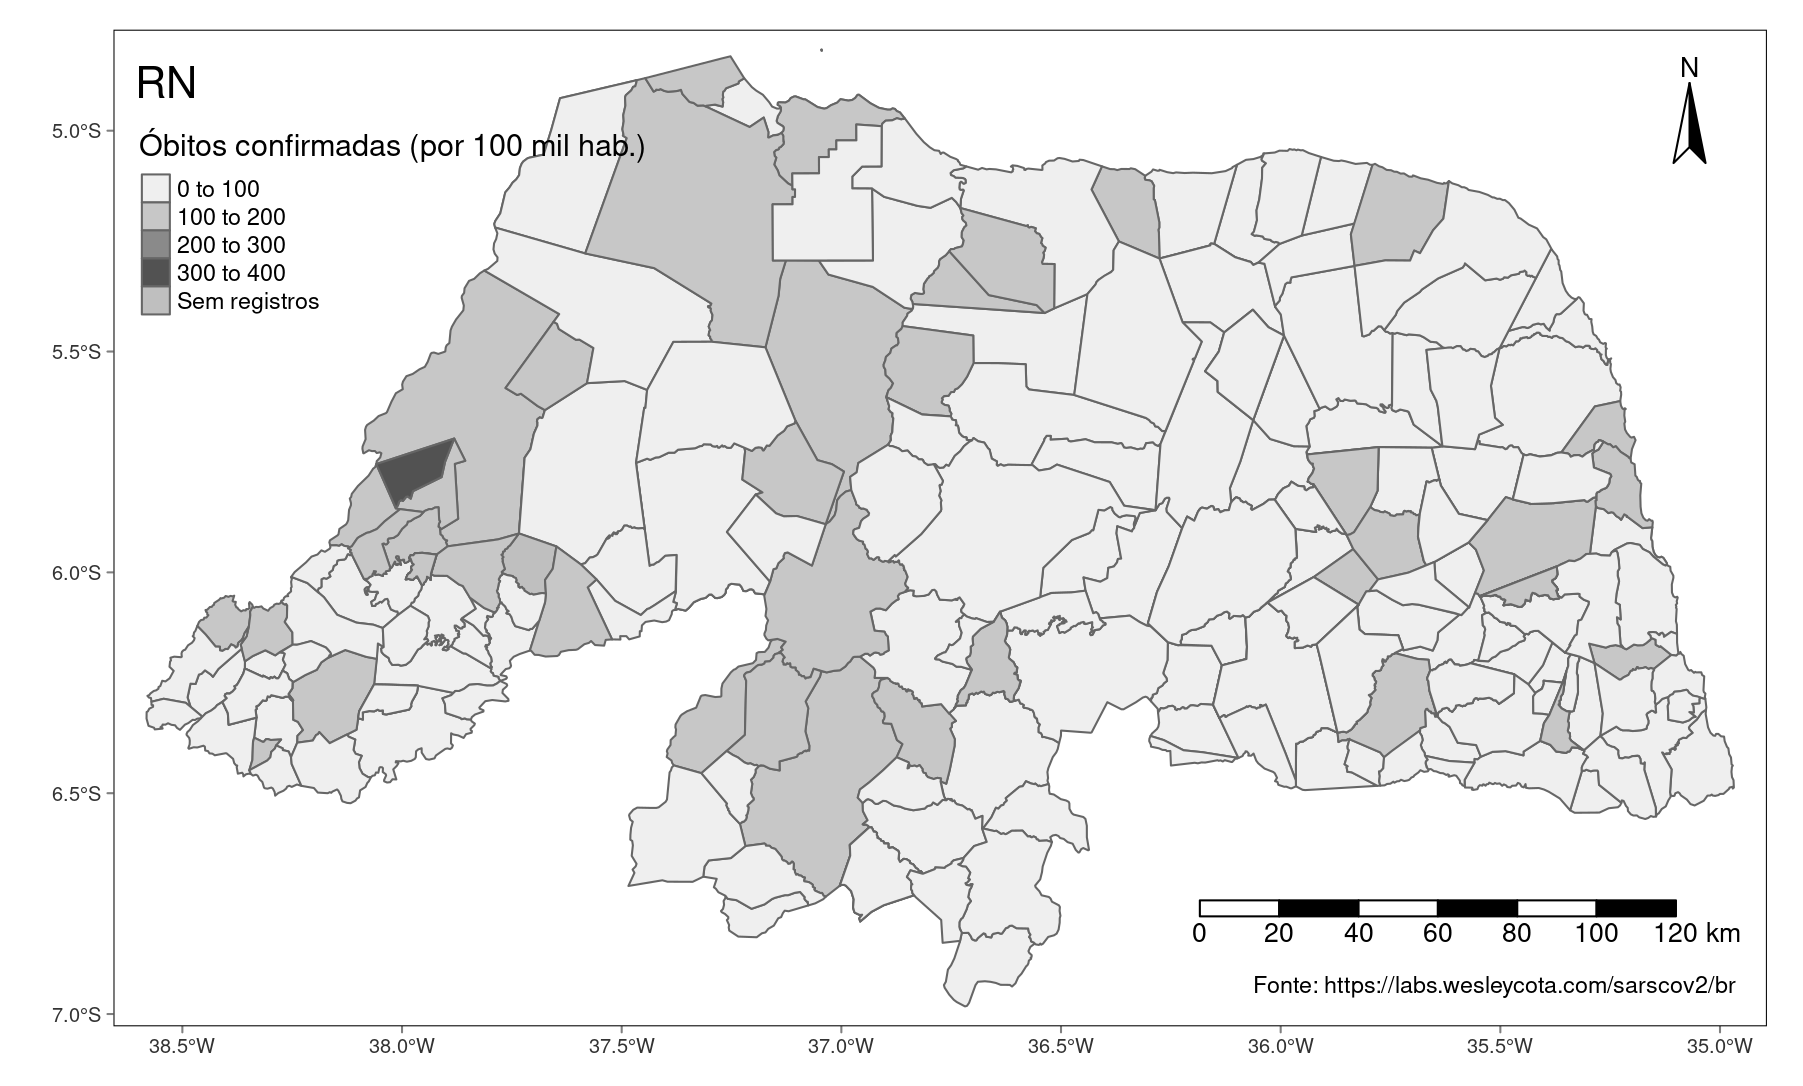 RN
N
Óbitos confirmadas (por 100 mil hab.)
0 to 100
100 to 200
200 to 300
300 to 400
Sem registros
5.0°S
5.5°S
6.0°S
6.5°S
7.0°S
0 20 40 60 80 100 120 km
Fonte: https://labs.wesleycota.com/sarscov2/br
38.5°W 38.0°W 37.5°W 37.0°W 36.5°W 36.0°W 35.5°W 35.0°W